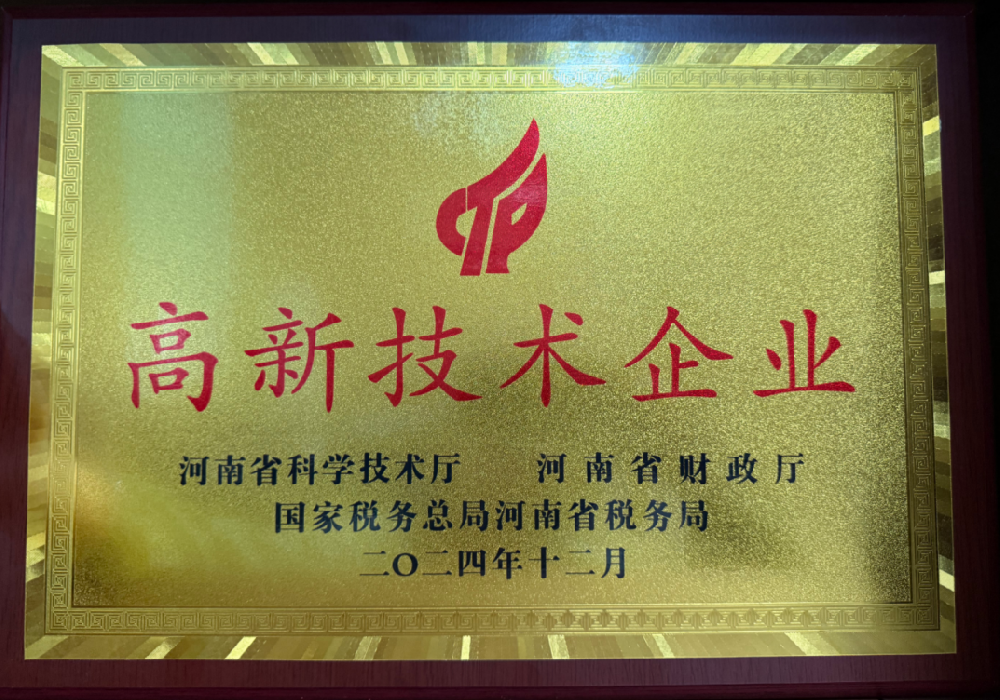 高新技术企业
河南省科学技术厅 河南省财政厅
国家税务总局河南省税务局
二〇二四年十二月